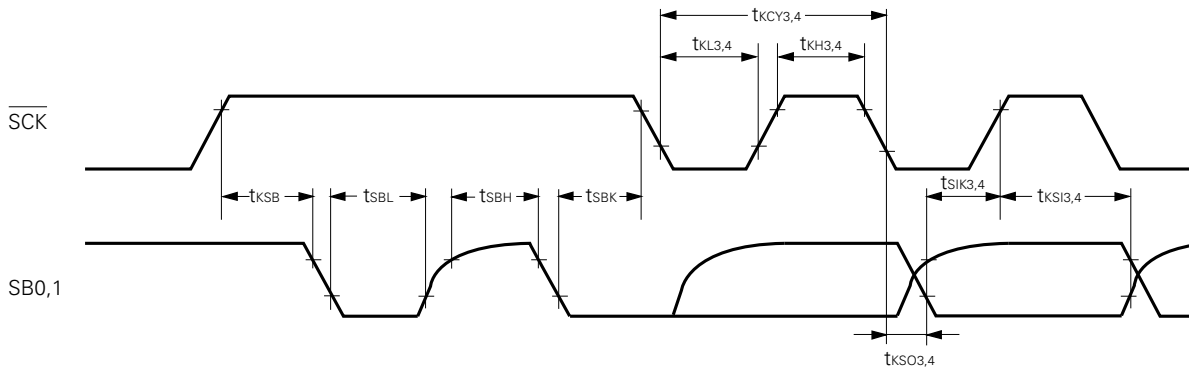 tKCY3,4
tKL3,4
tKH3,4
SCK
tKSB
tSBL
tSBH
tSBK
tSIK3,4
tKSI3,4
SB0,1
tKSO3,4